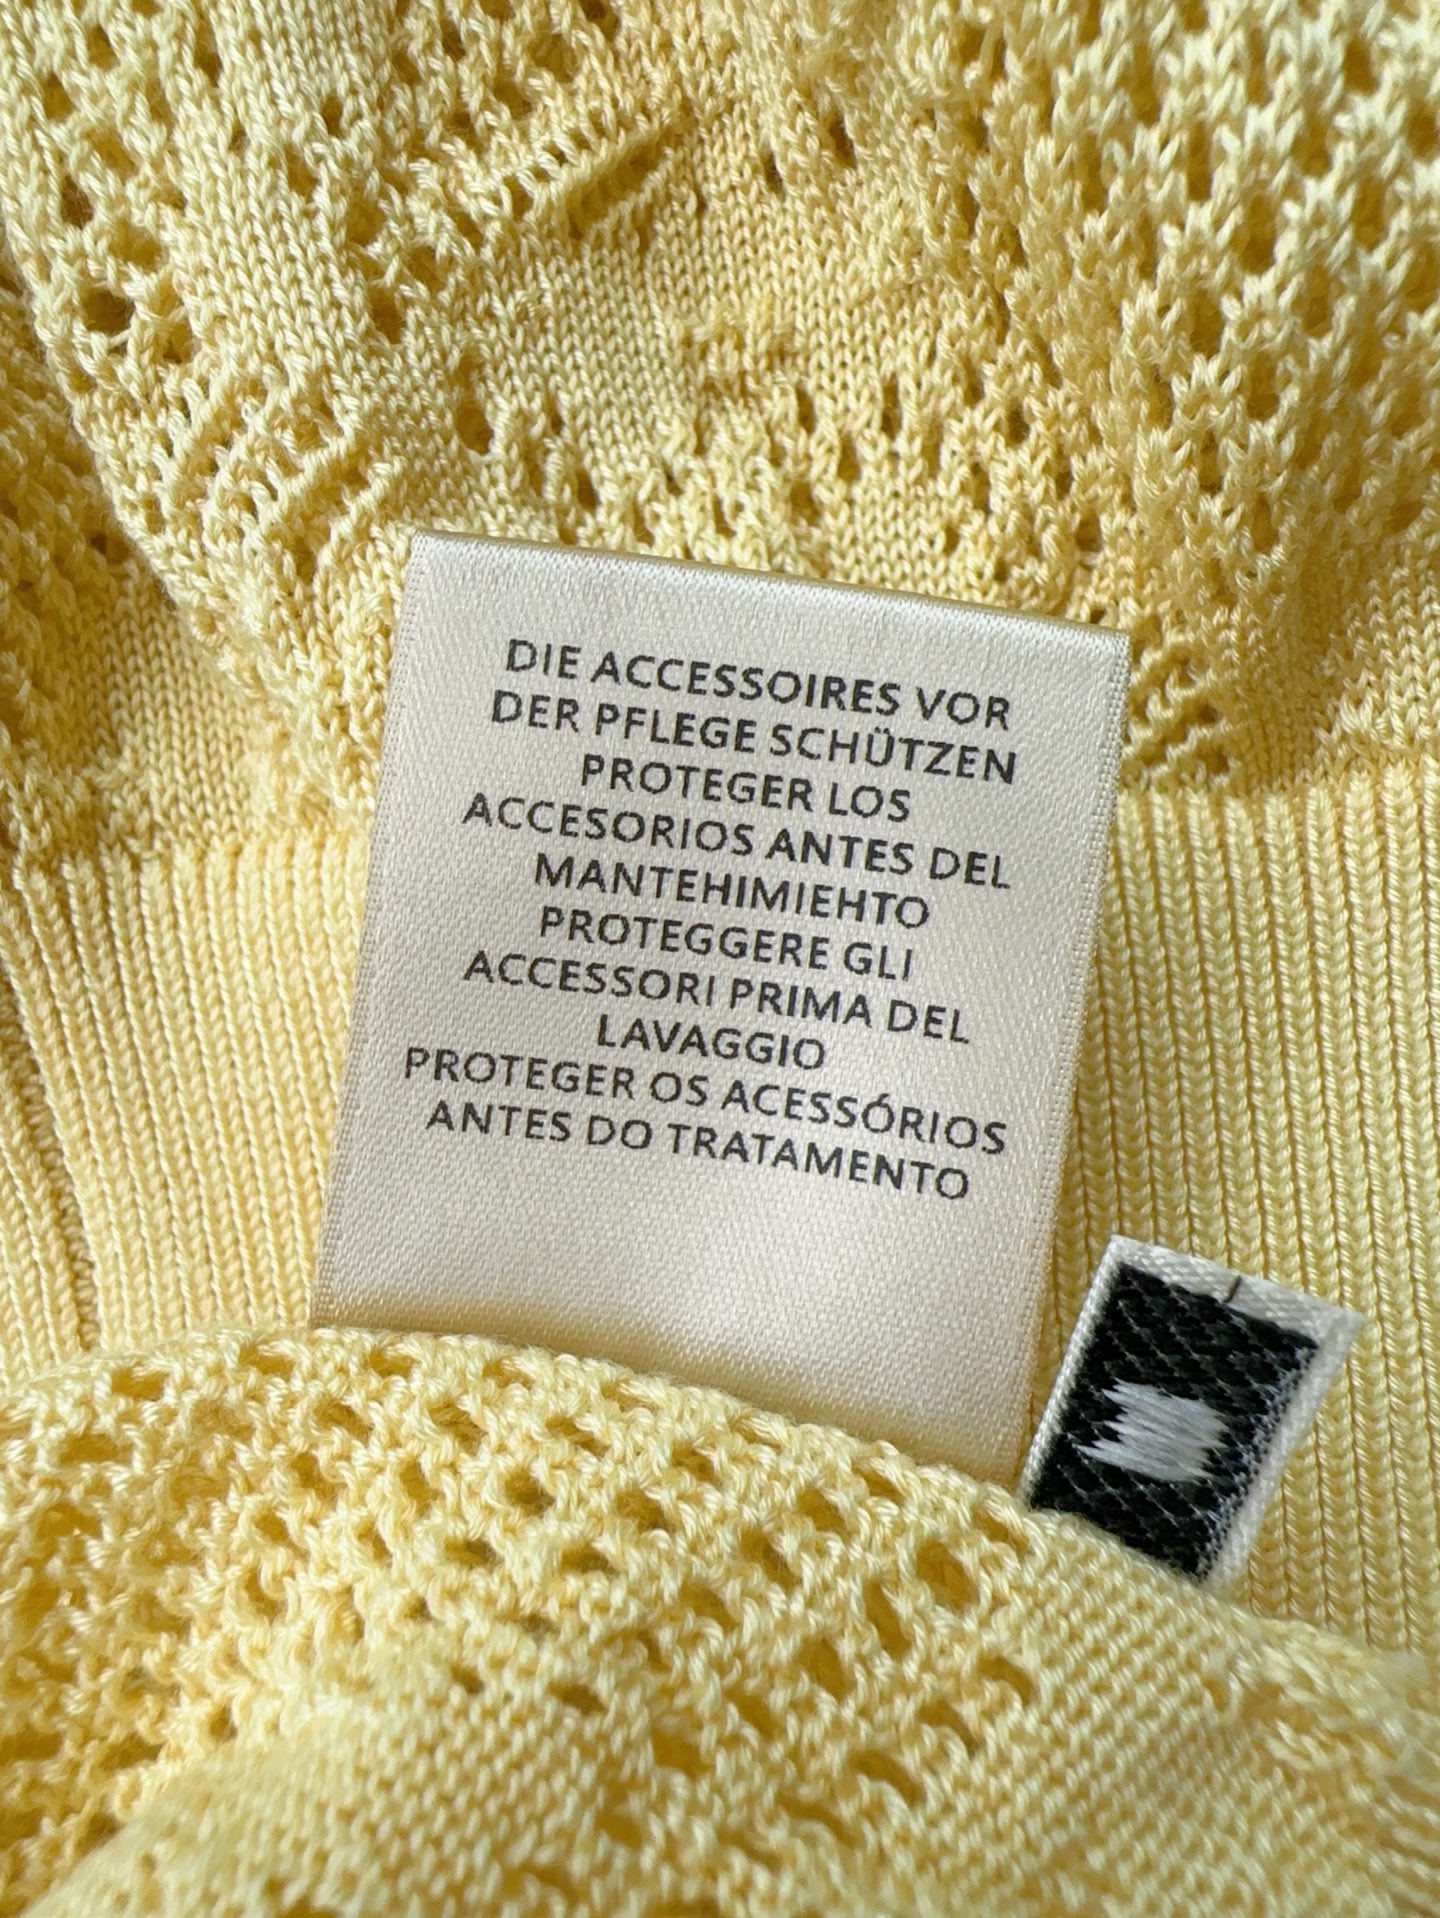 DIE ACCESSOIRES VOR
DER PFLEGE SCHÜTZEN
PROTEGER LOS
ACCESORIOS ANTES DEL
MANTEHIMIEHTO
PROTEGGERE GLI
ACCESSORI PRIMA DEL
LAVAGGIO
PROTEGER OS ACESSÓRIOS
ANTES DO TRATAMENTO